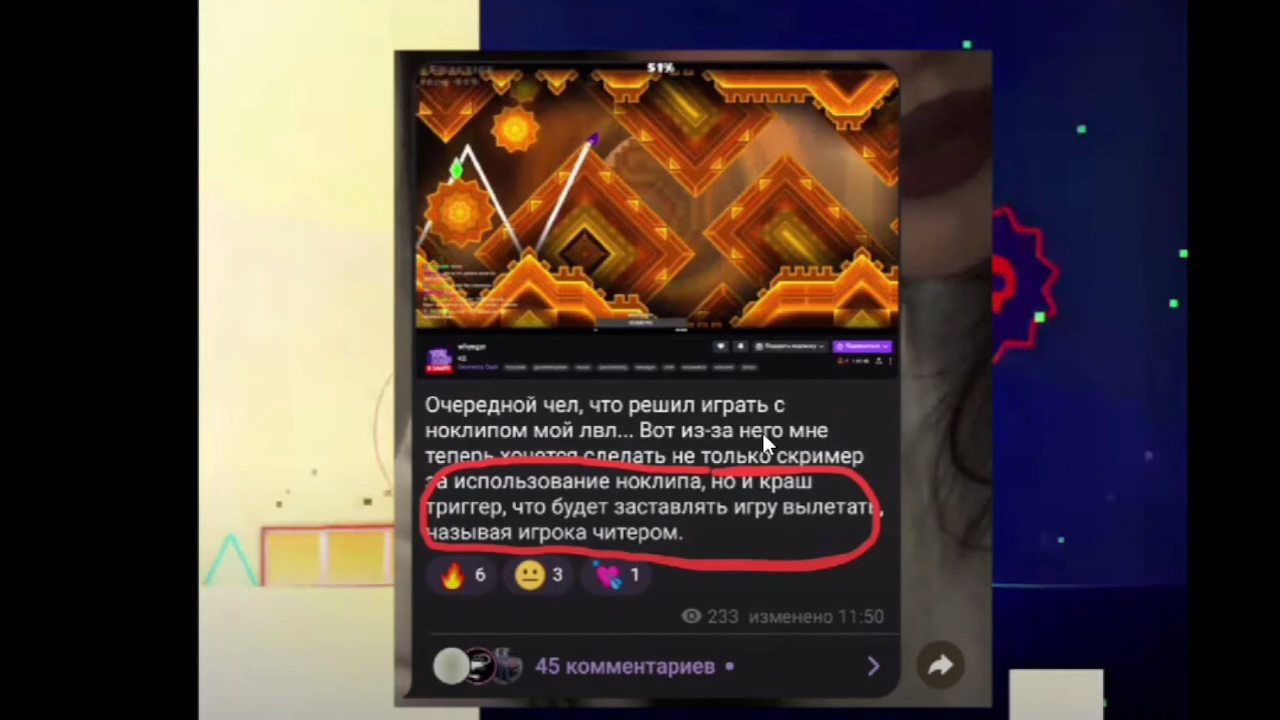 51%
Очередной чел, что решил играть с
ноклипом мой лвл... Вот из-за него мне
теперь хочется сделать не только скример
за использование ноклипа, но и краш
триггер, что будет заставлять игру вылетать,
называя игрока читером.
🔥 6 😐 3 💘 1
233 изменено 11:50
45 комментариев